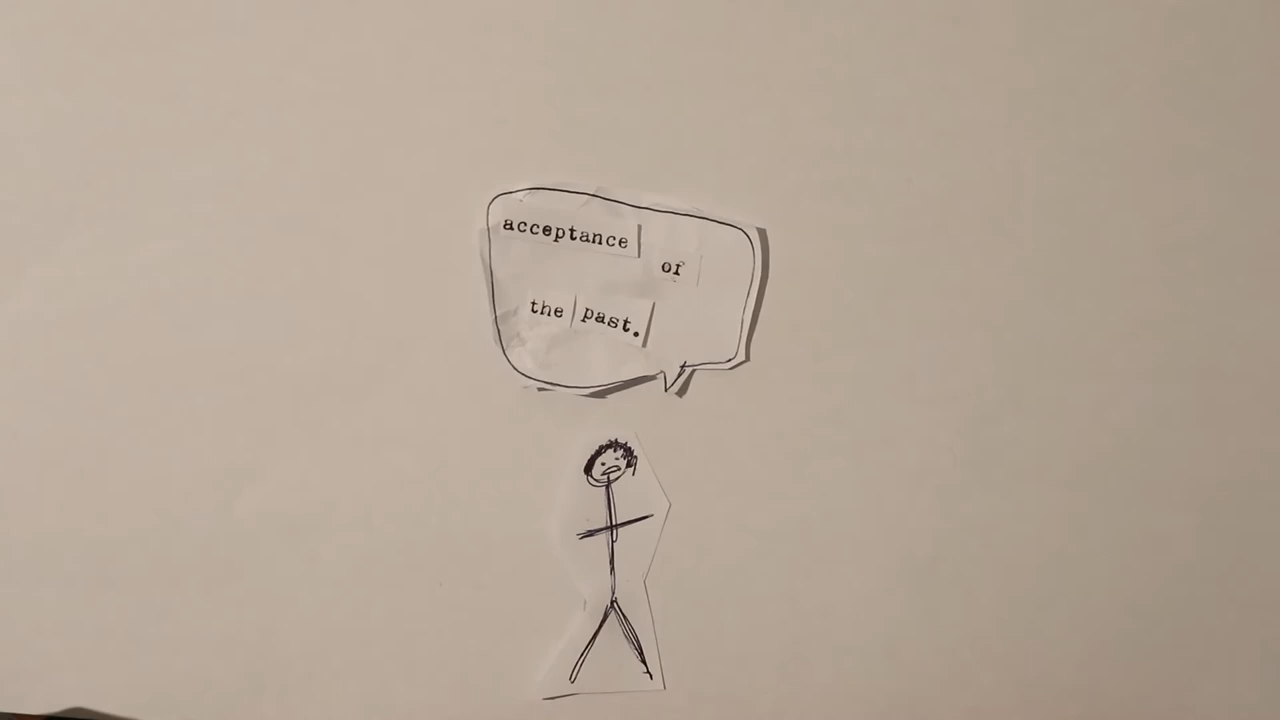 acceptance
of
the past.